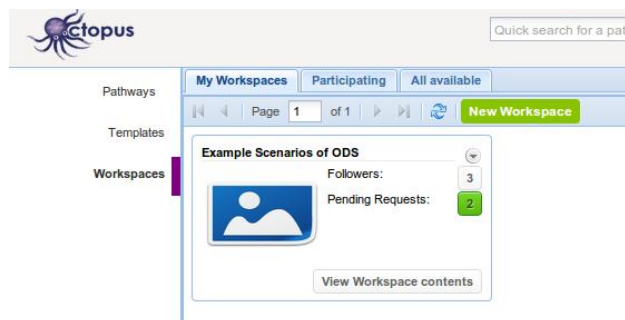 Octopus
Quick search for a pat
Pathways
Templates
Workspaces
My Workspaces Participating All available
Page 1 of 1 New Workspace
Example Scenarios of ODS
Followers: 3
Pending Requests: 2
View Workspace contents